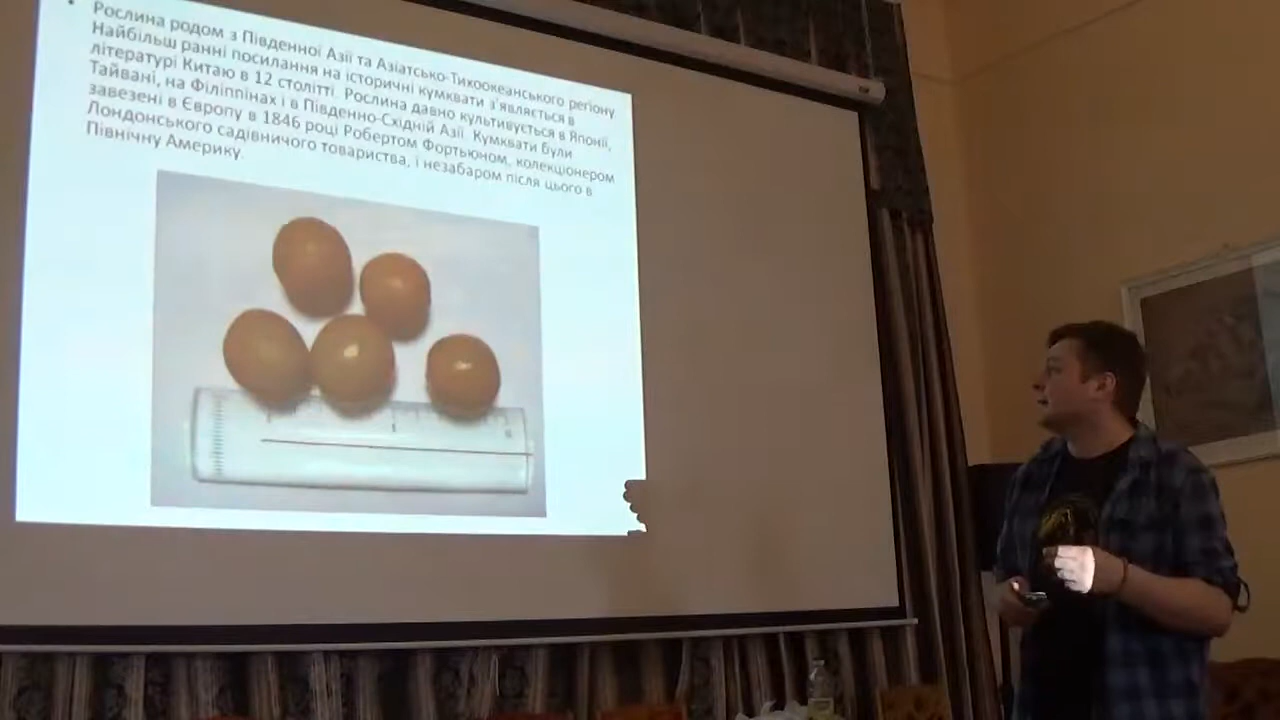 Рослина родом з Південної Азії та Азіатсько-Тихоокеанського регіону
Найбільш ранні посилання на історичні кумквати з'являється в
літературі Китаю в 12 столітті. Рослина давно культивується в Японії,
Тайвані, на Філіппінах і в Південно-Східній Азії. Кумквати були
завезені в Європу в 1846 році Робертом Фортьюном, колекціонером
Лондонського садівничого товариства, і незабаром після цього в
Північну Америку.